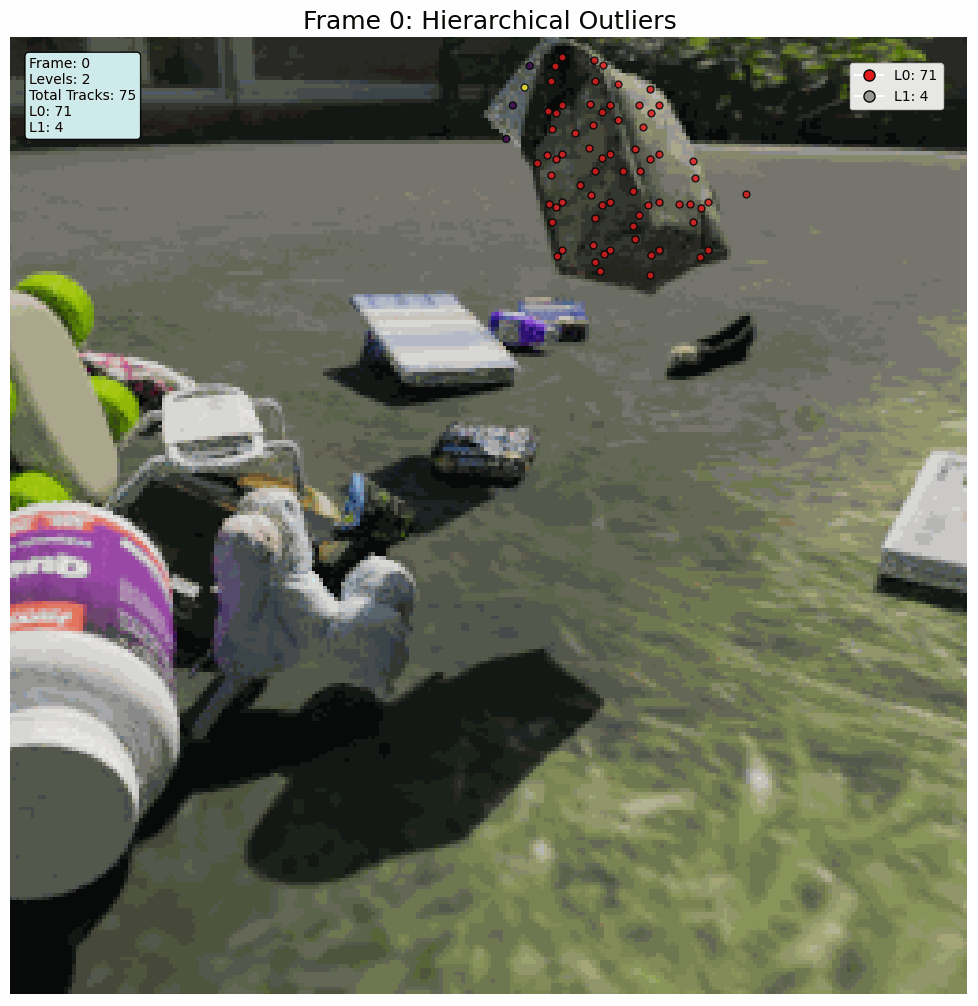 Frame 0: Hierarchical Outliers
Frame: 0
Levels: 2
Total Tracks: 75
L0: 71
L1: 4
L0: 71
L1: 4